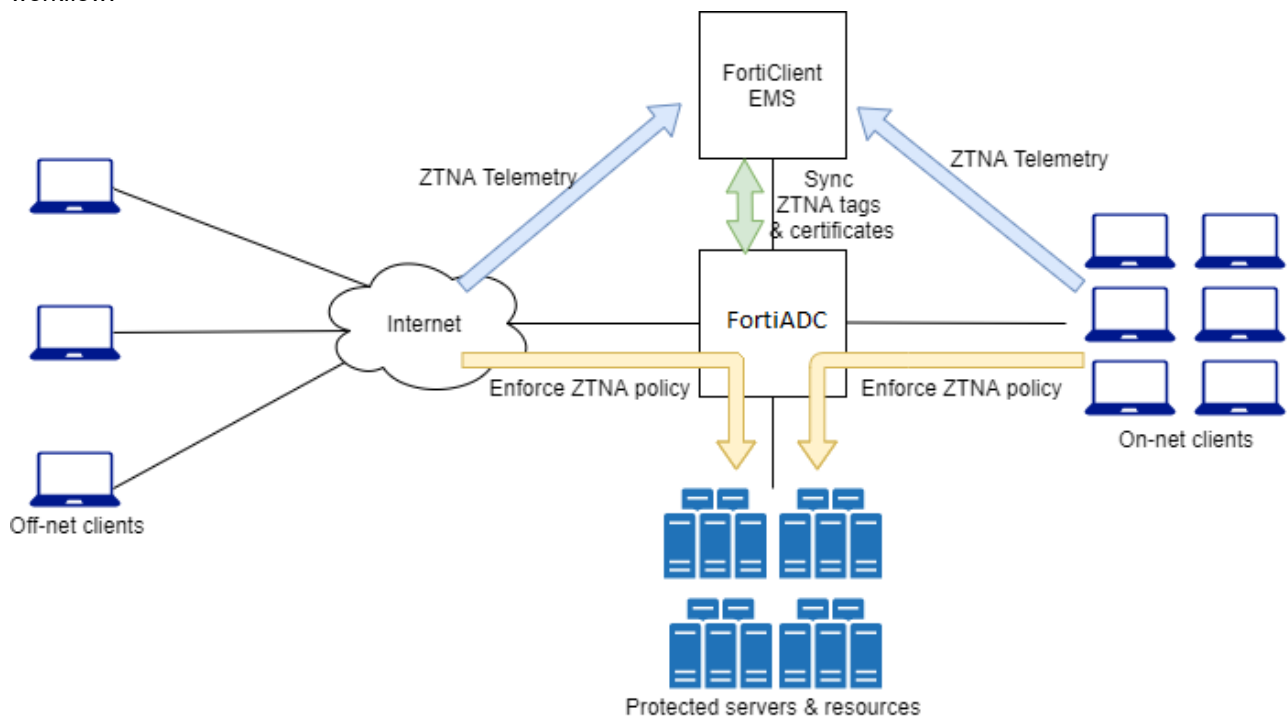 FortiClient
EMS
ZTNA Telemetry
ZTNA Telemetry
Sync
ZTNA tags
& certificates
Internet
FortiADC
Enforce ZTNA policy
Enforce ZTNA policy
On-net clients
Off-net clients
Protected servers & resources